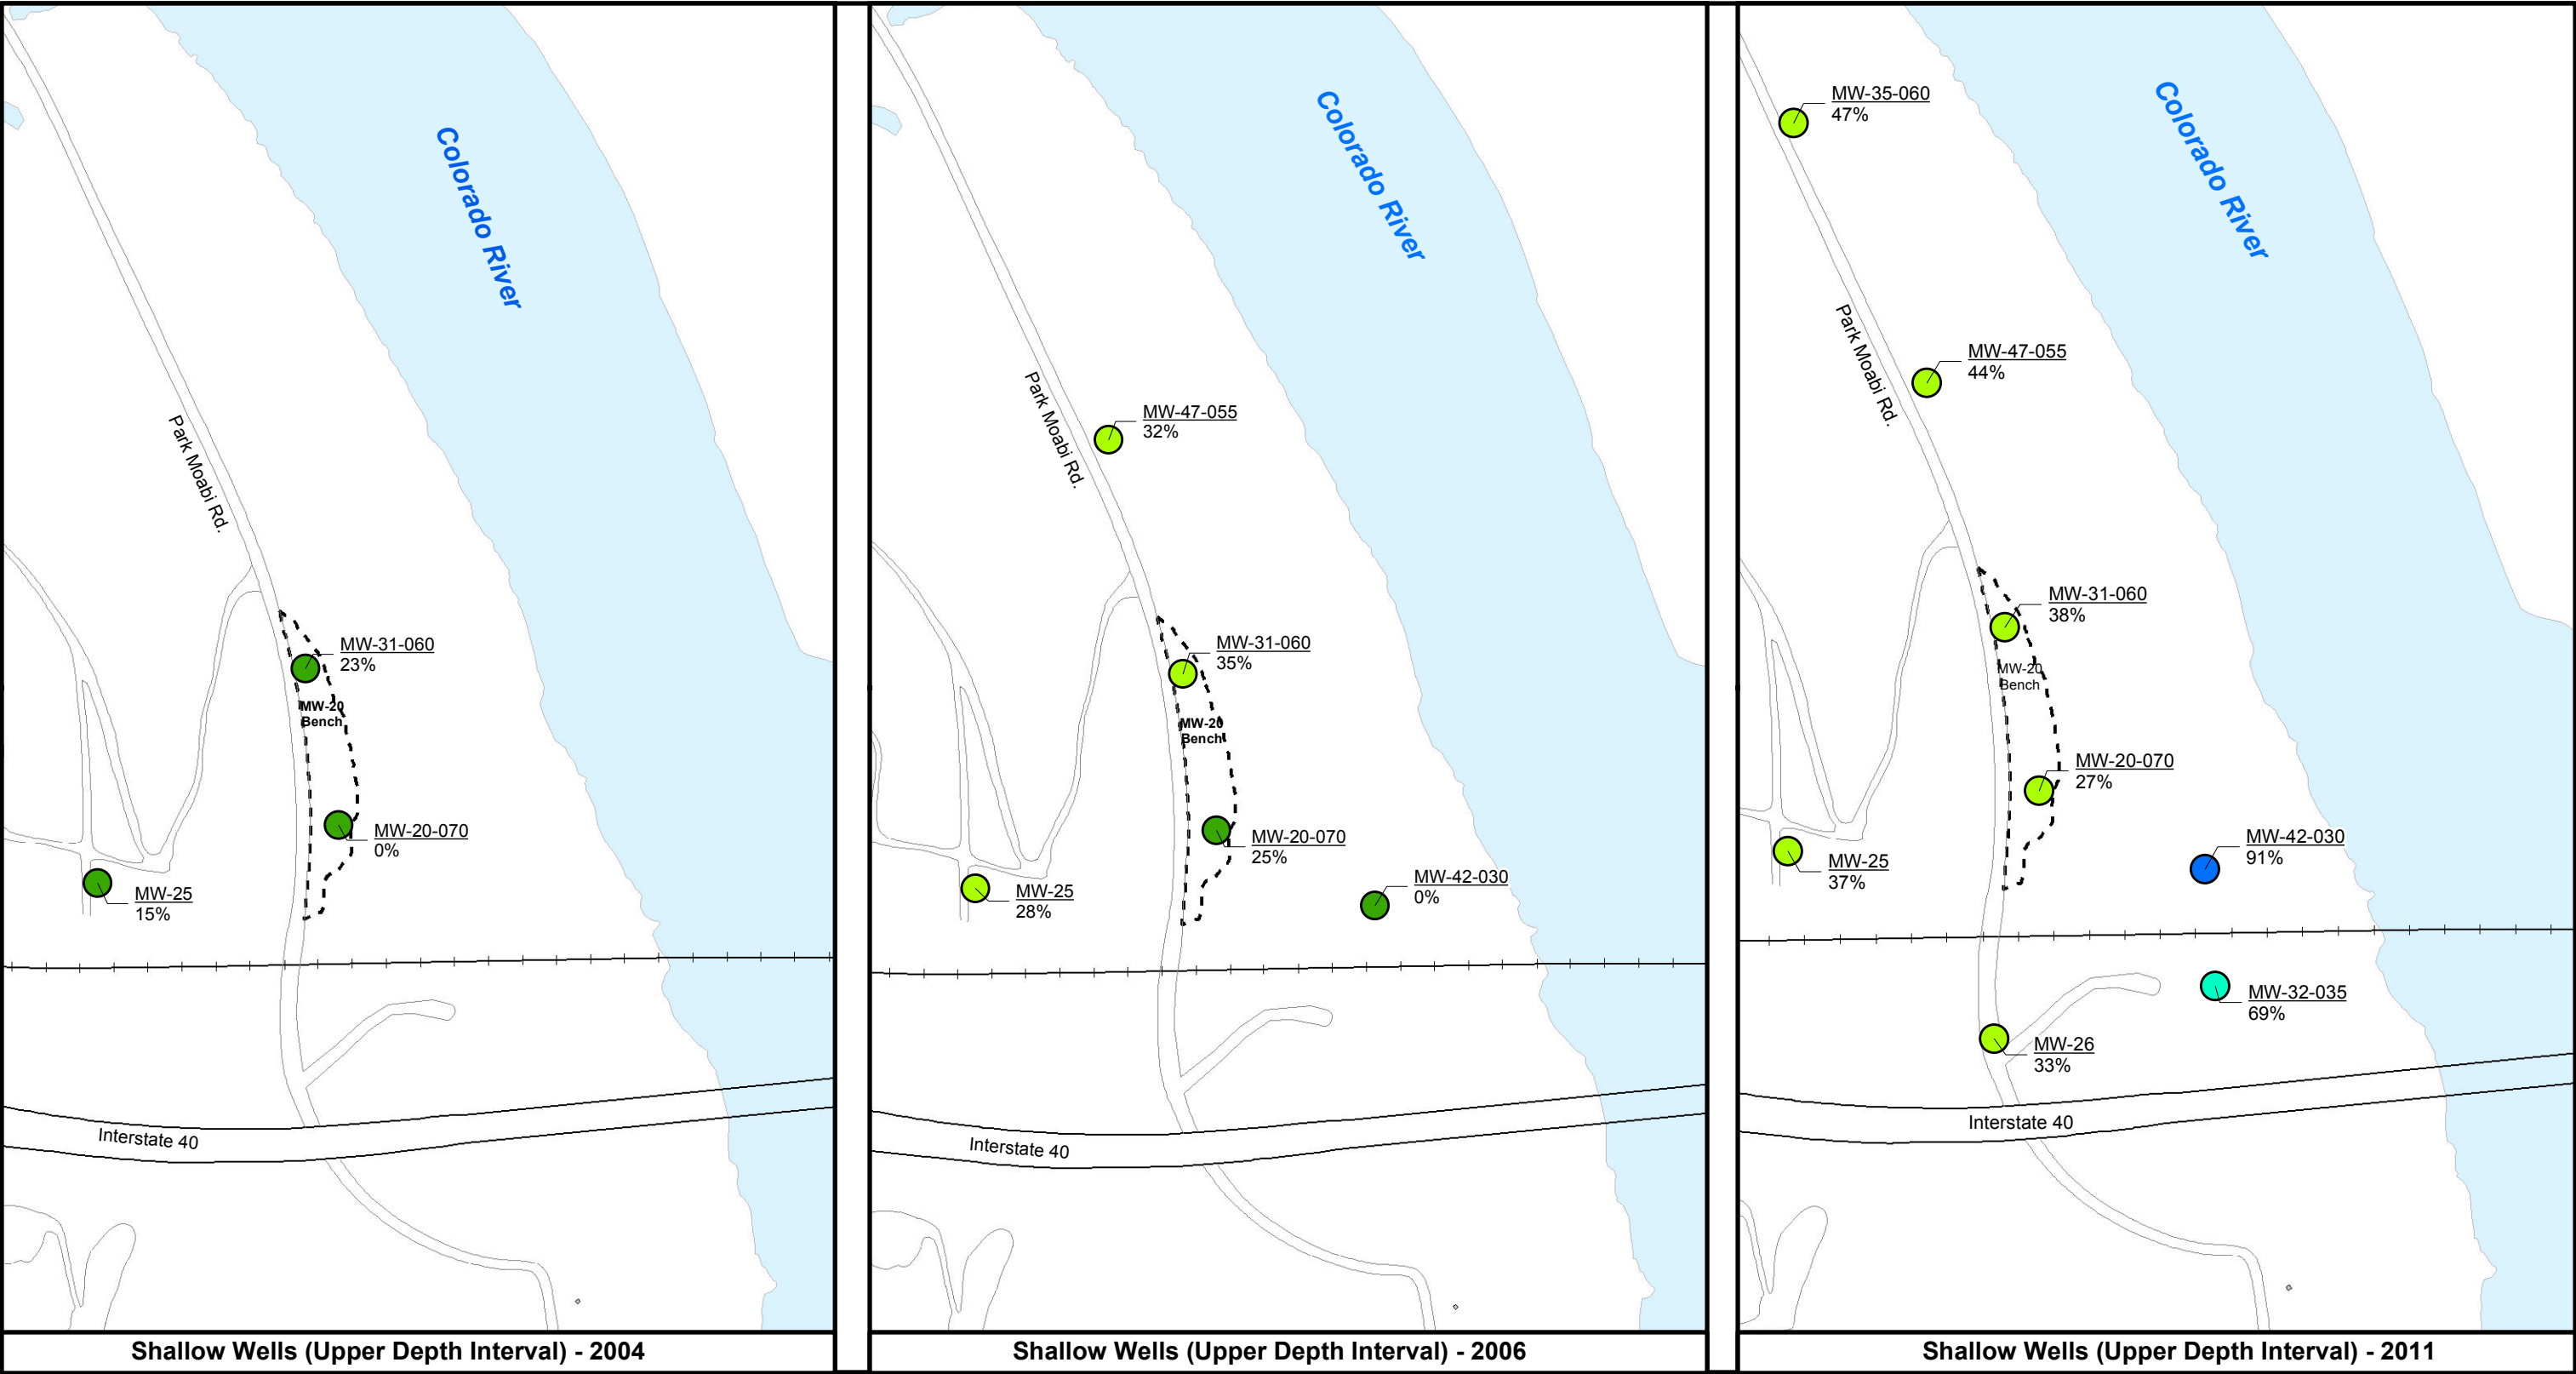 Colorado River
Park Moabi Rd.
MW-31-060
23%
MW-20
Bench
MW-20-070
0%
MW-25
15%
Interstate 40
Shallow Wells (Upper Depth Interval) - 2004
Colorado River
Park Moabi Rd.
MW-47-055
32%
MW-31-060
35%
MW-20
Bench
MW-20-070
25%
MW-42-030
0%
MW-25
28%
Interstate 40
Shallow Wells (Upper Depth Interval) - 2006
MW-35-060
47%
Colorado River
Park Moabi Rd.
MW-47-055
44%
MW-31-060
38%
MW-20
Bench
MW-20-070
27%
MW-42-030
91%
MW-25
37%
MW-32-035
69%
MW-26
33%
Interstate 40
Shallow Wells (Upper Depth Interval) - 2011